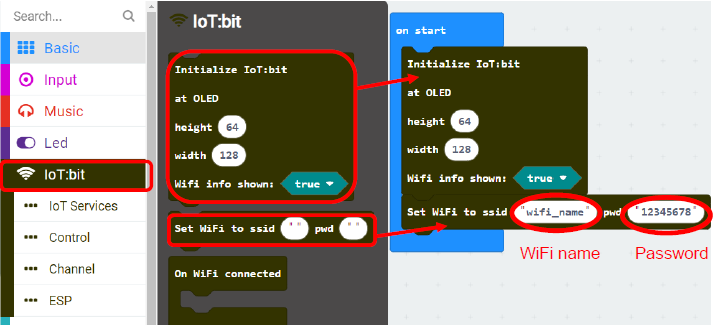 Search...
Basic
Input
Music
Led
IoT:bit
IoT Services
Control
Channel
ESP
IoT:bit
Initialize IoT:bit
at OLED
height 64
width 128
Wifi info shown: true
Set WiFi to ssid " " pwd " "
On WiFi connected
on start
Initialize IoT:bit
at OLED
height 64
width 128
Wifi info shown: true
Set WiFi to ssid "wifi_name" pwd "12345678"
WiFi name Password